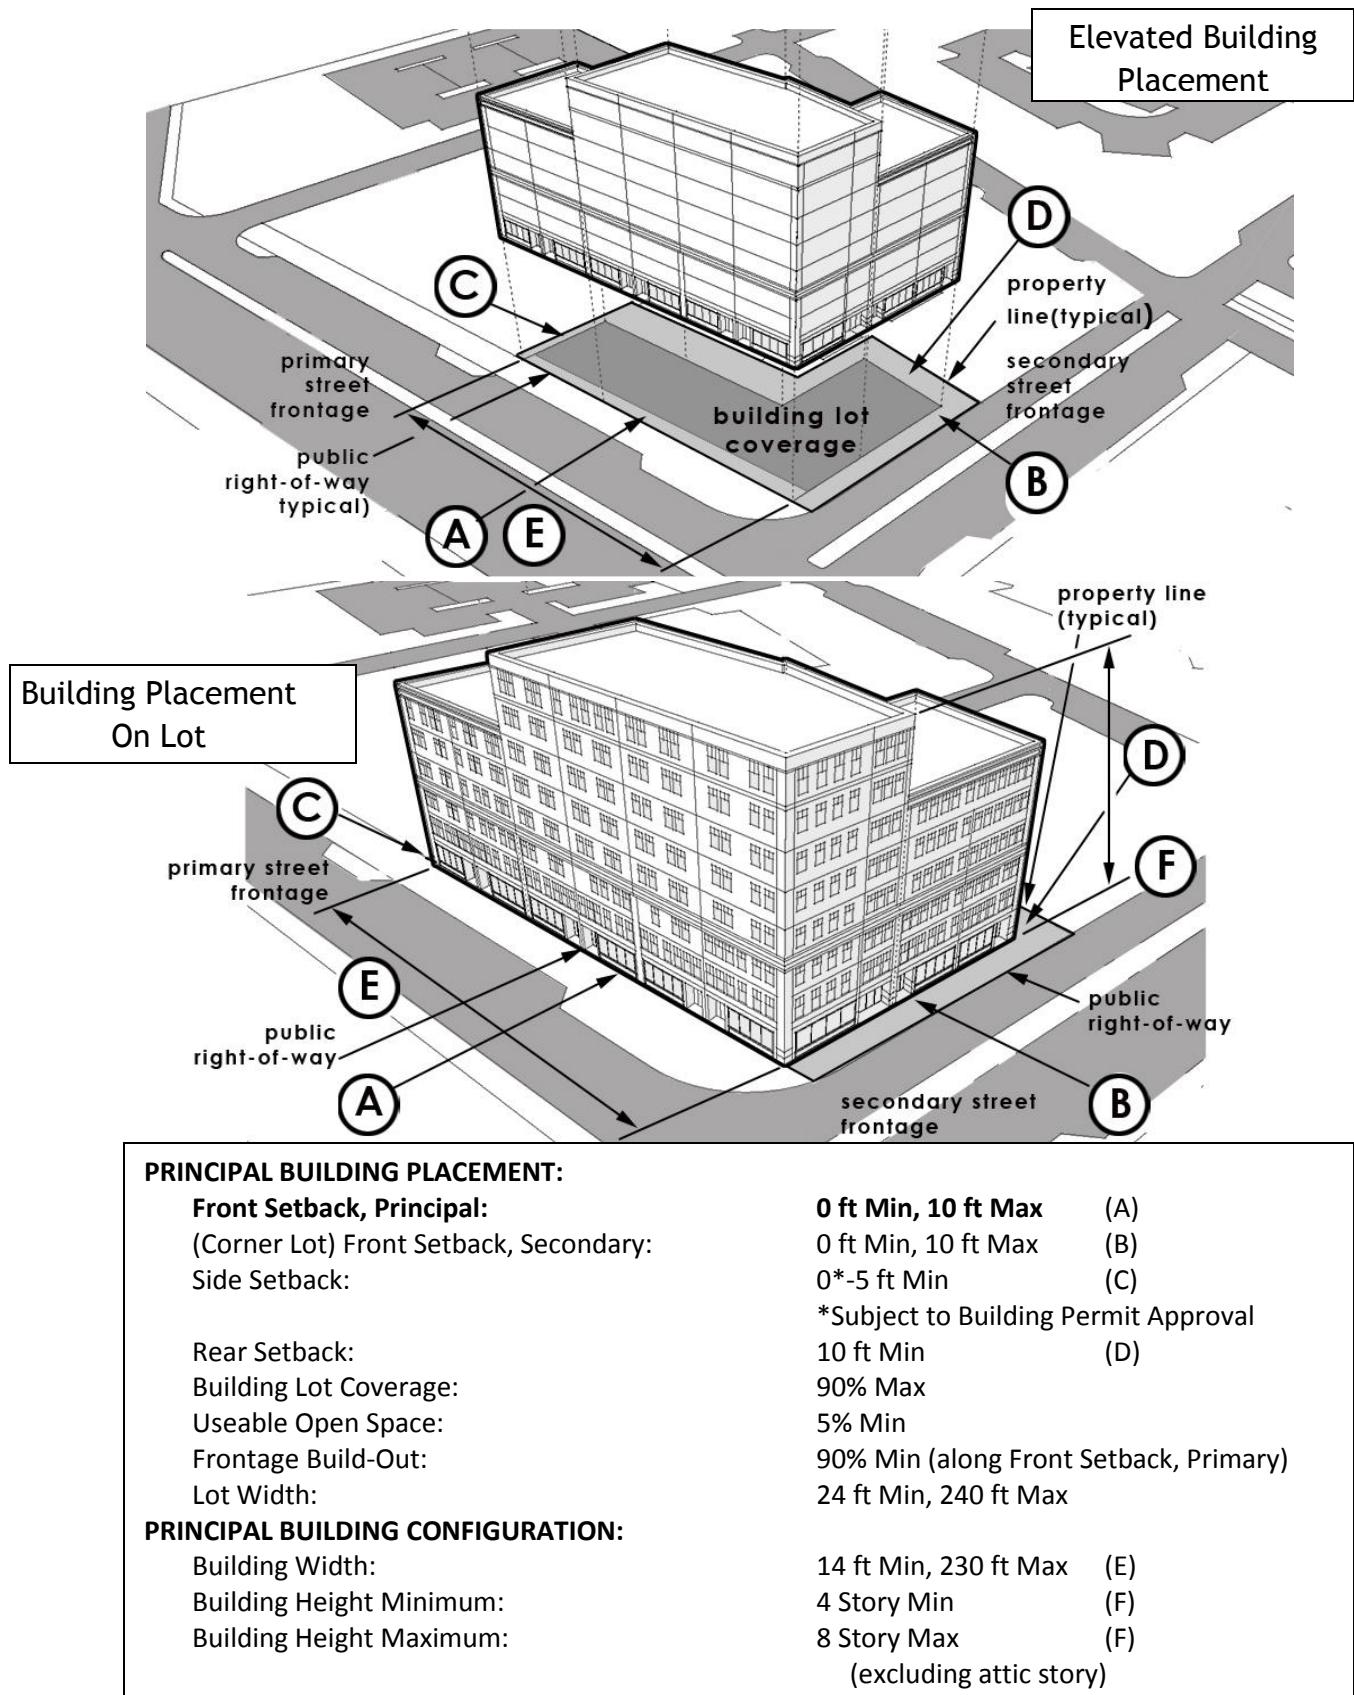 Elevated Building
Placement
D
C
property
line(typical)
primary
street
frontage
secondary
street
frontage
building lot
coverage
public
right-of-way
typical)
B
A
E
property line
(typical)
Building Placement
On Lot
D
C
F
primary street
frontage
E
public
right-of-way
public
right-of-way
A
B
secondary street
frontage
PRINCIPAL BUILDING PLACEMENT:
Front Setback, Principal: 0 ft Min, 10 ft Max (A)
(Corner Lot) Front Setback, Secondary: 0 ft Min, 10 ft Max (B)
Side Setback: 0*-5 ft Min (C)
*Subject to Building Permit Approval
Rear Setback: 10 ft Min (D)
Building Lot Coverage: 90% Max
Useable Open Space: 5% Min
Frontage Build-Out: 90% Min (along Front Setback, Primary)
Lot Width: 24 ft Min, 240 ft Max
PRINCIPAL BUILDING CONFIGURATION:
Building Width: 14 ft Min, 230 ft Max (E)
Building Height Minimum: 4 Story Min (F)
Building Height Maximum: 8 Story Max (F)
(excluding attic story)